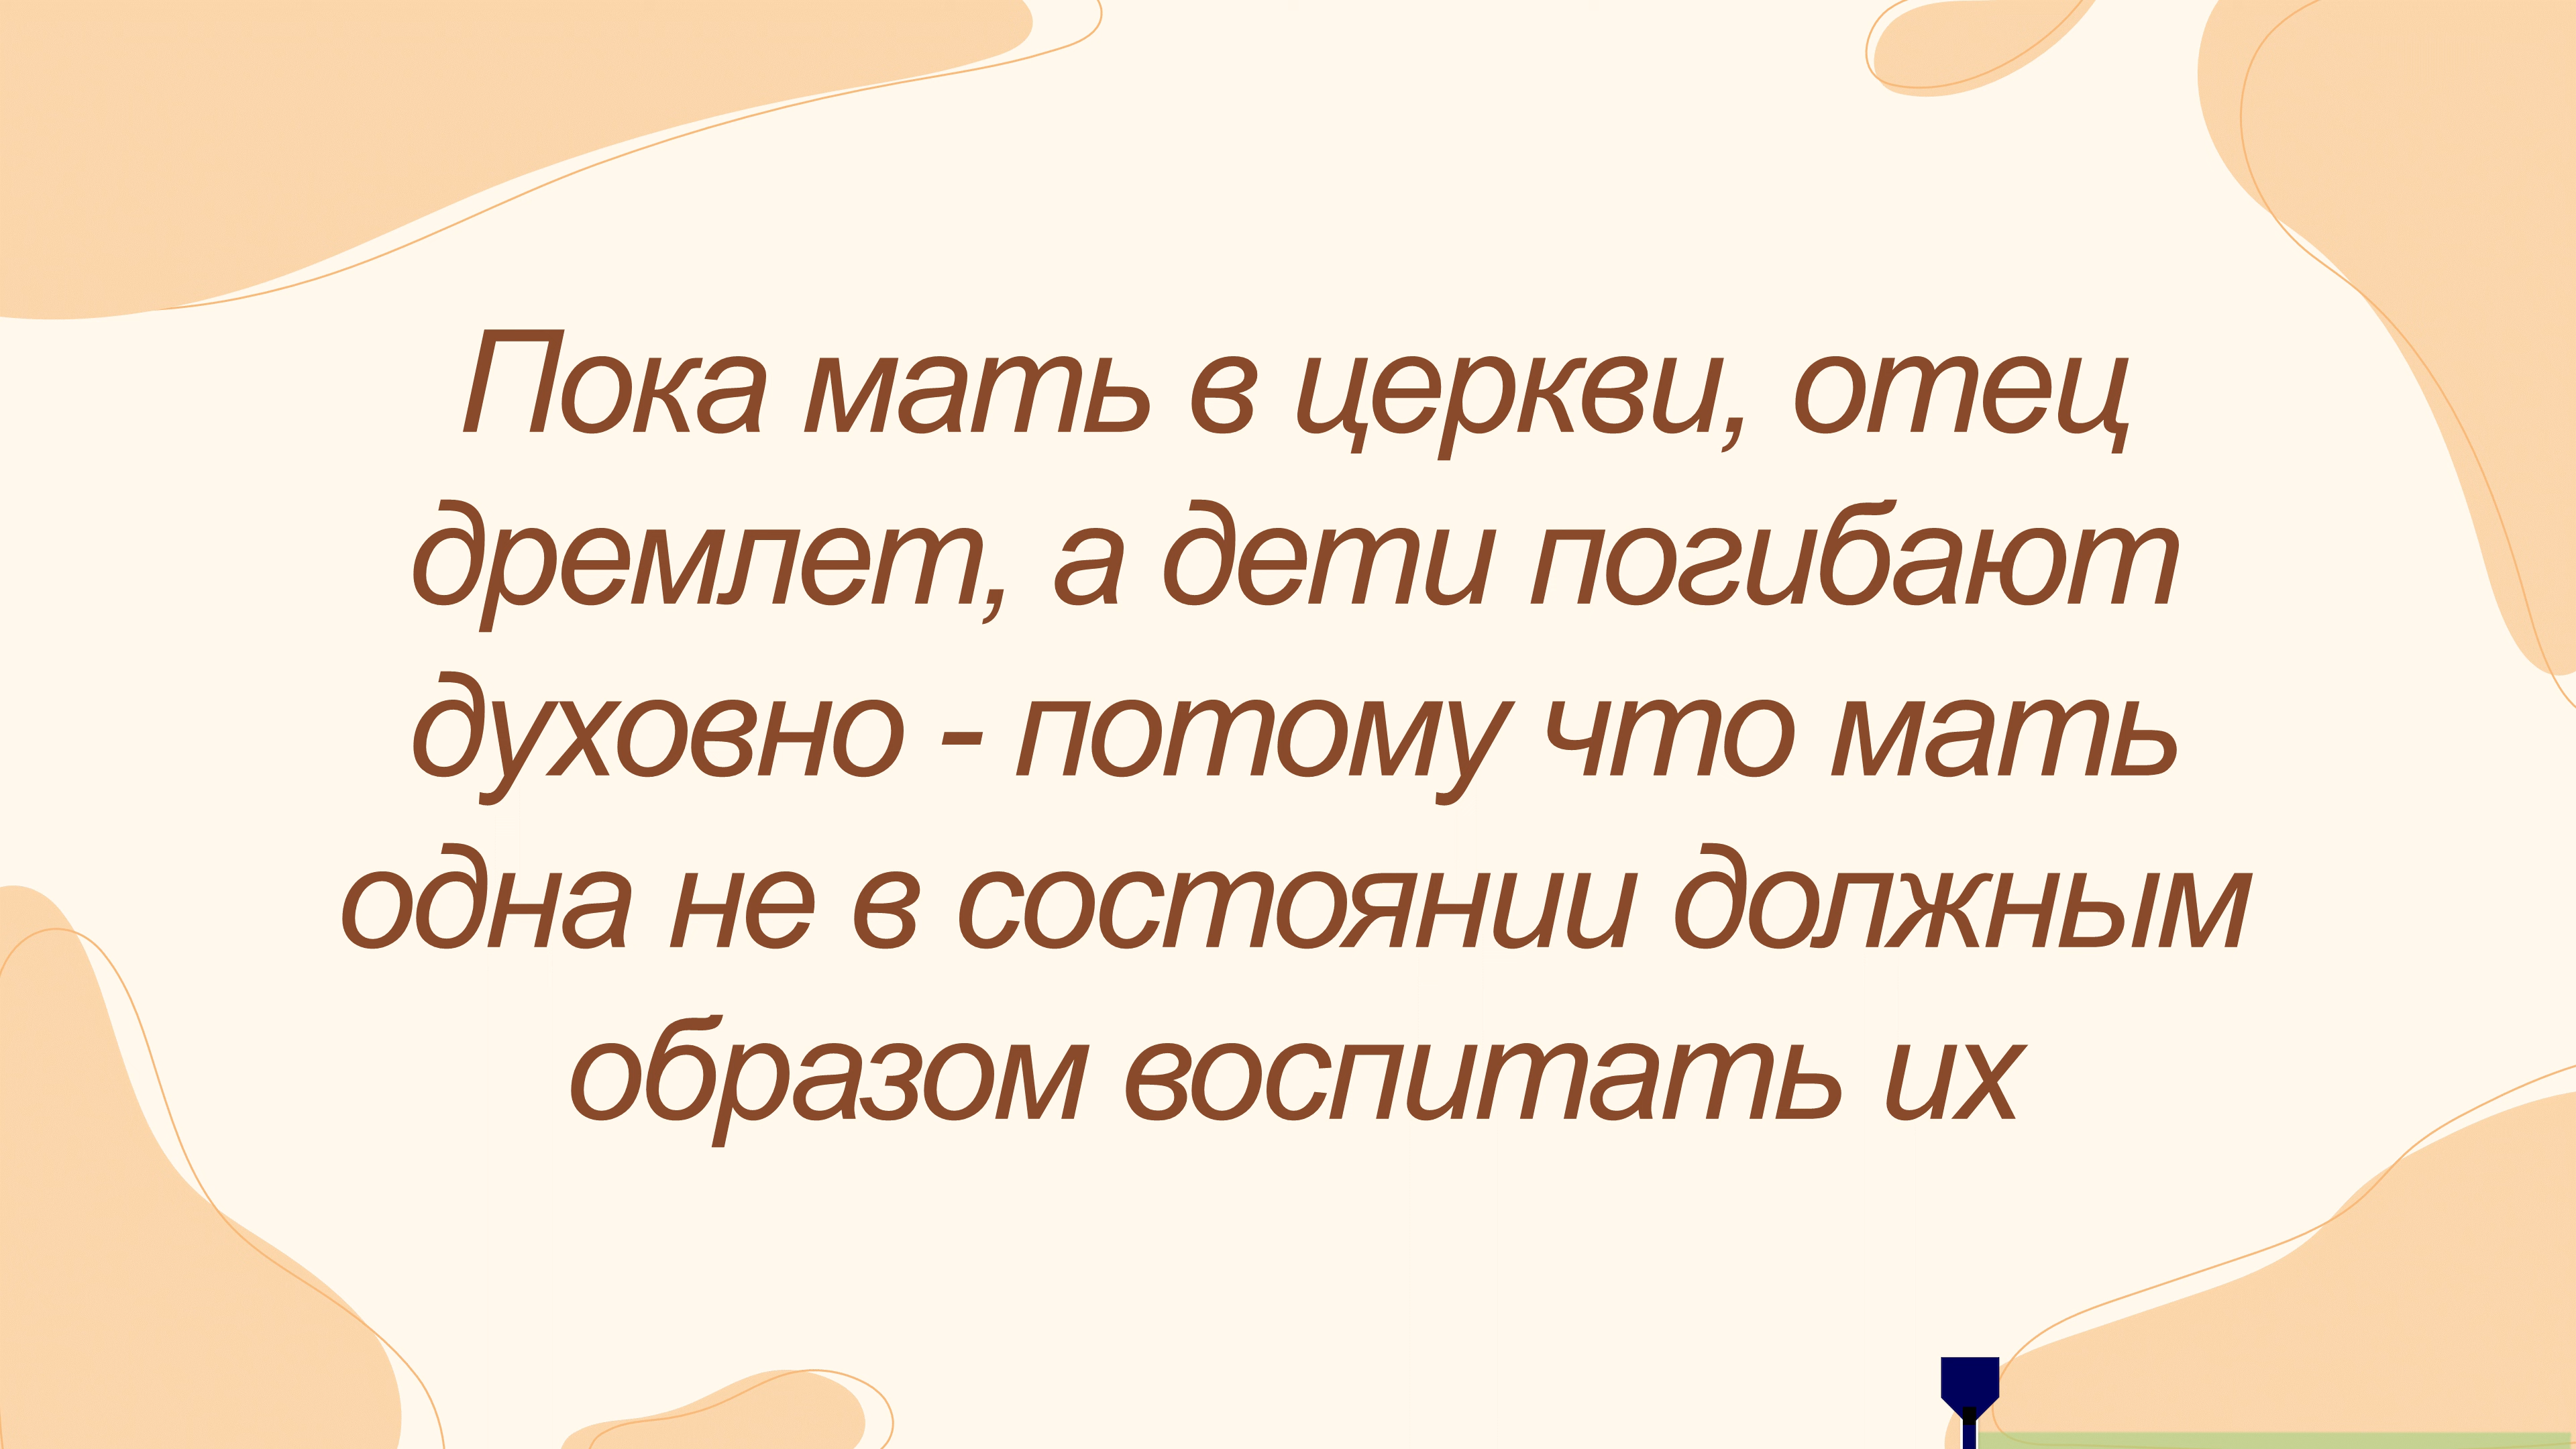 Пока мать в церкви, отец
дремлет, а дети погибают
духовно - потому что мать
одна не в состоянии должным
образом воспитать их